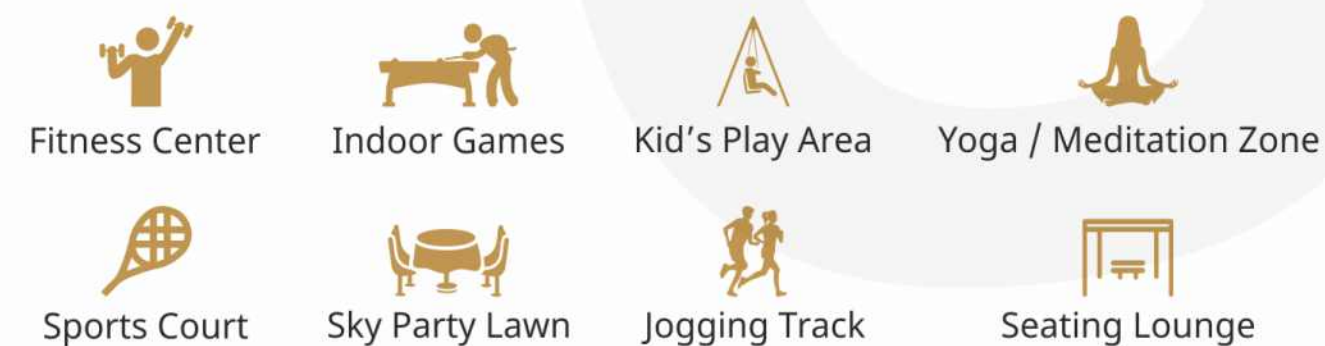 Fitness Center
Indoor Games
Kid's Play Area
Yoga / Meditation Zone
Sports Court
Sky Party Lawn
Jogging Track
Seating Lounge